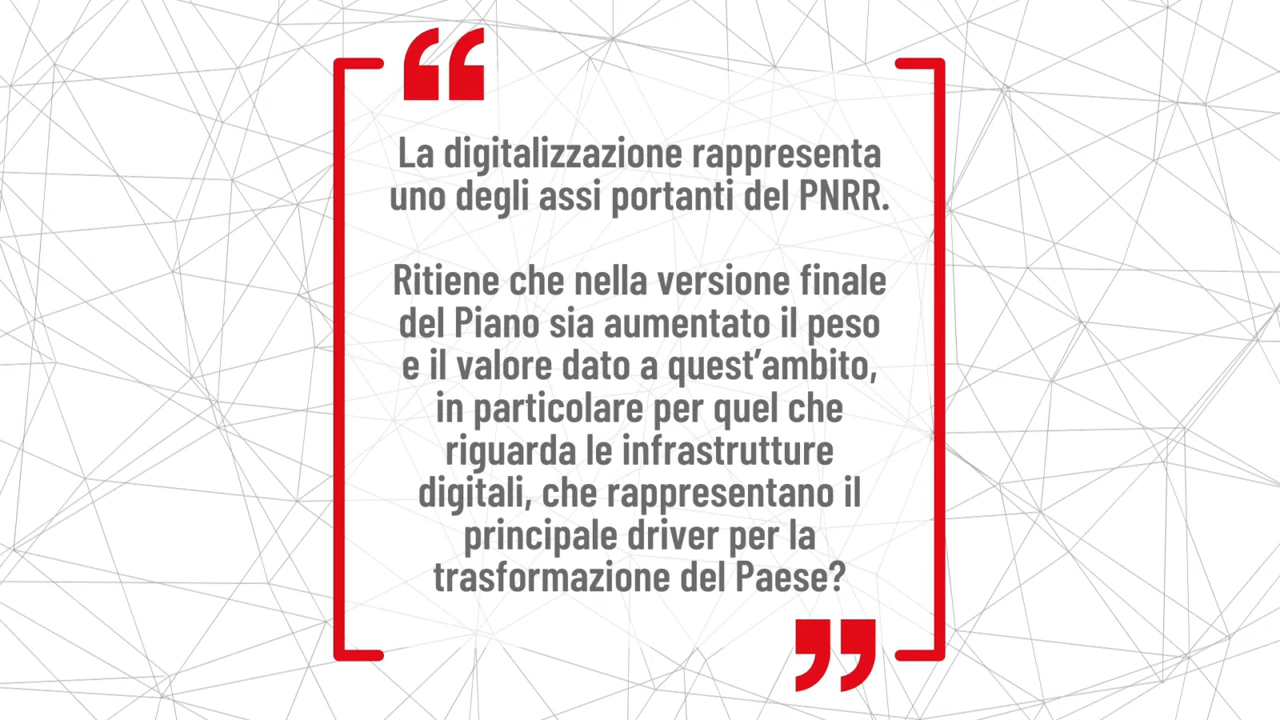 “
La digitalizzazione rappresenta
uno degli assi portanti del PNRR.
Ritiene che nella versione finale
del Piano sia aumentato il peso
e il valore dato a quest’ambito,
in particolare per quel che
riguarda le infrastrutture
digitali, che rappresentano il
principale driver per la
trasformazione del Paese?
”